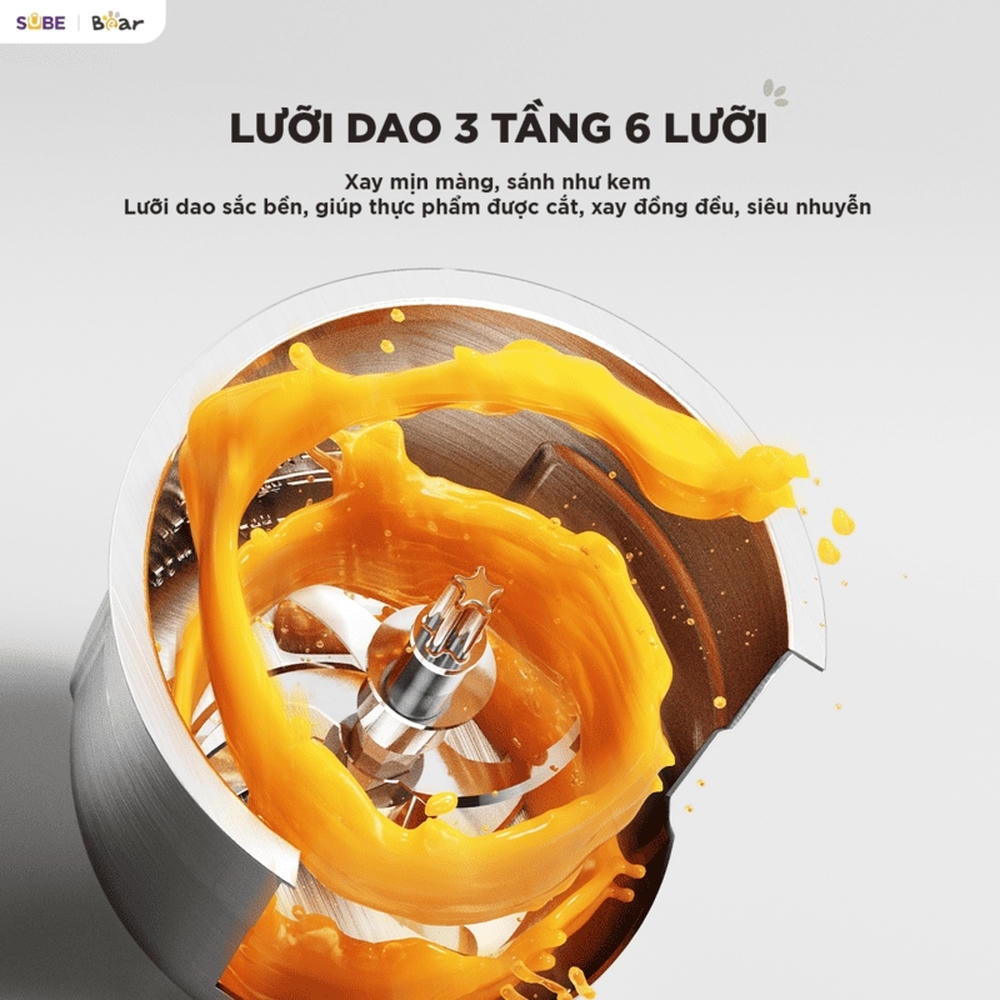 SUBE | Bear
LƯỠI DAO 3 TẦNG 6 LƯỠI
Xay mịn màng, sánh như kem
Lưỡi dao sắc bền, giúp thực phẩm được cắt, xay đồng đều, siêu nhuyễn